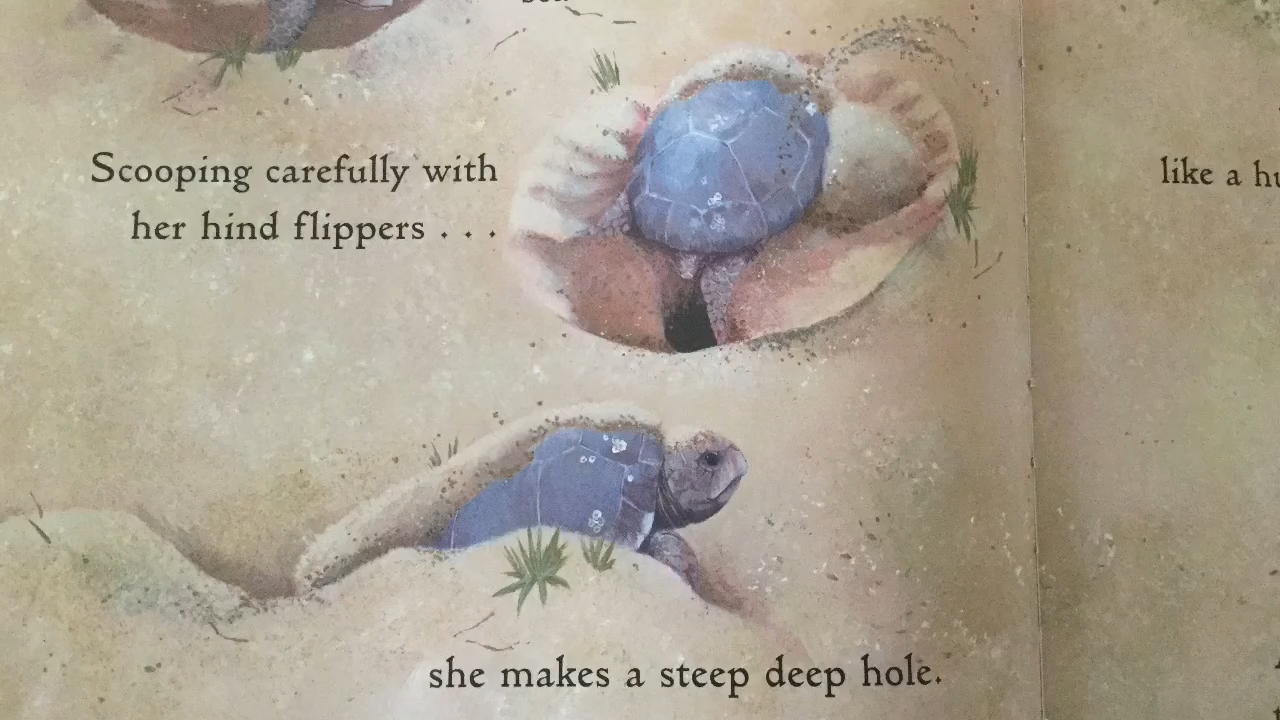 Scooping carefully with
her hind flippers . . .
she makes a steep deep hole.
like a